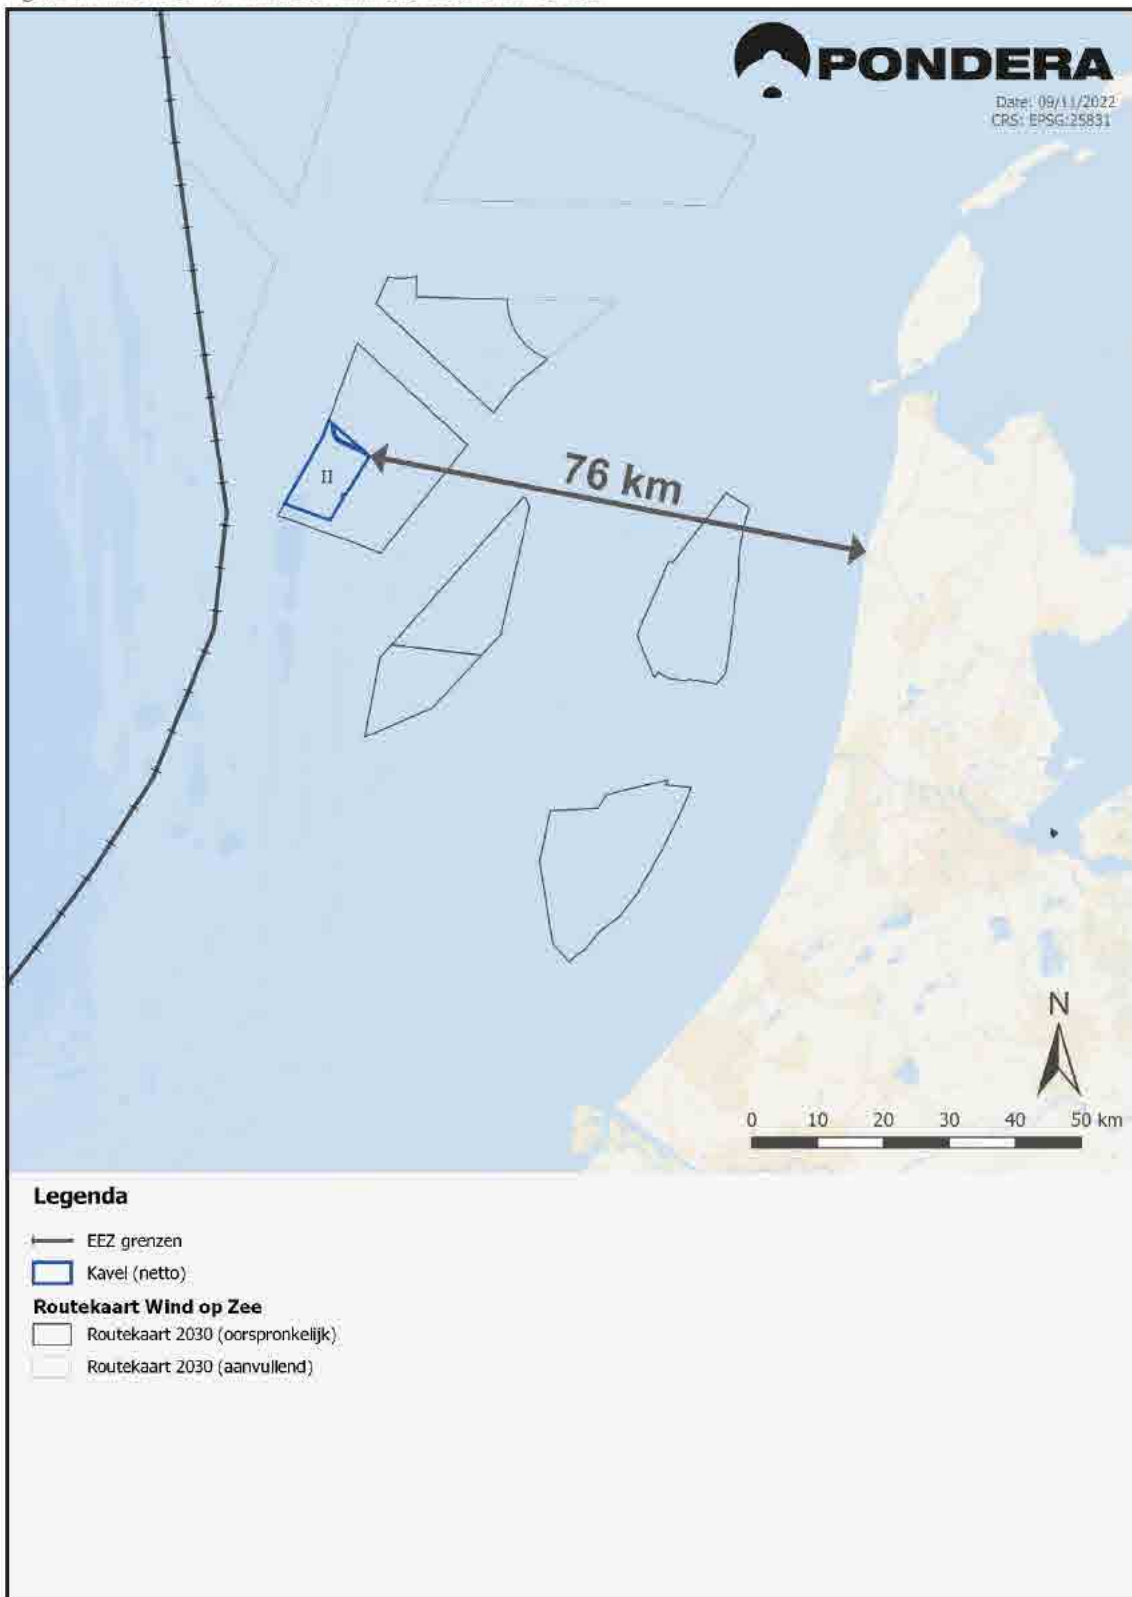 PONDERA
Date: 09/11/2022
CRS: EPSG:25831
II
76 km
N
0 10 20 30 40 50 km
Legenda
EEZ grenzen
Kavel (netto)
Routekaart Wind op Zee
Routekaart 2030 (oorspronkelijk)
Routekaart 2030 (aanvullend)